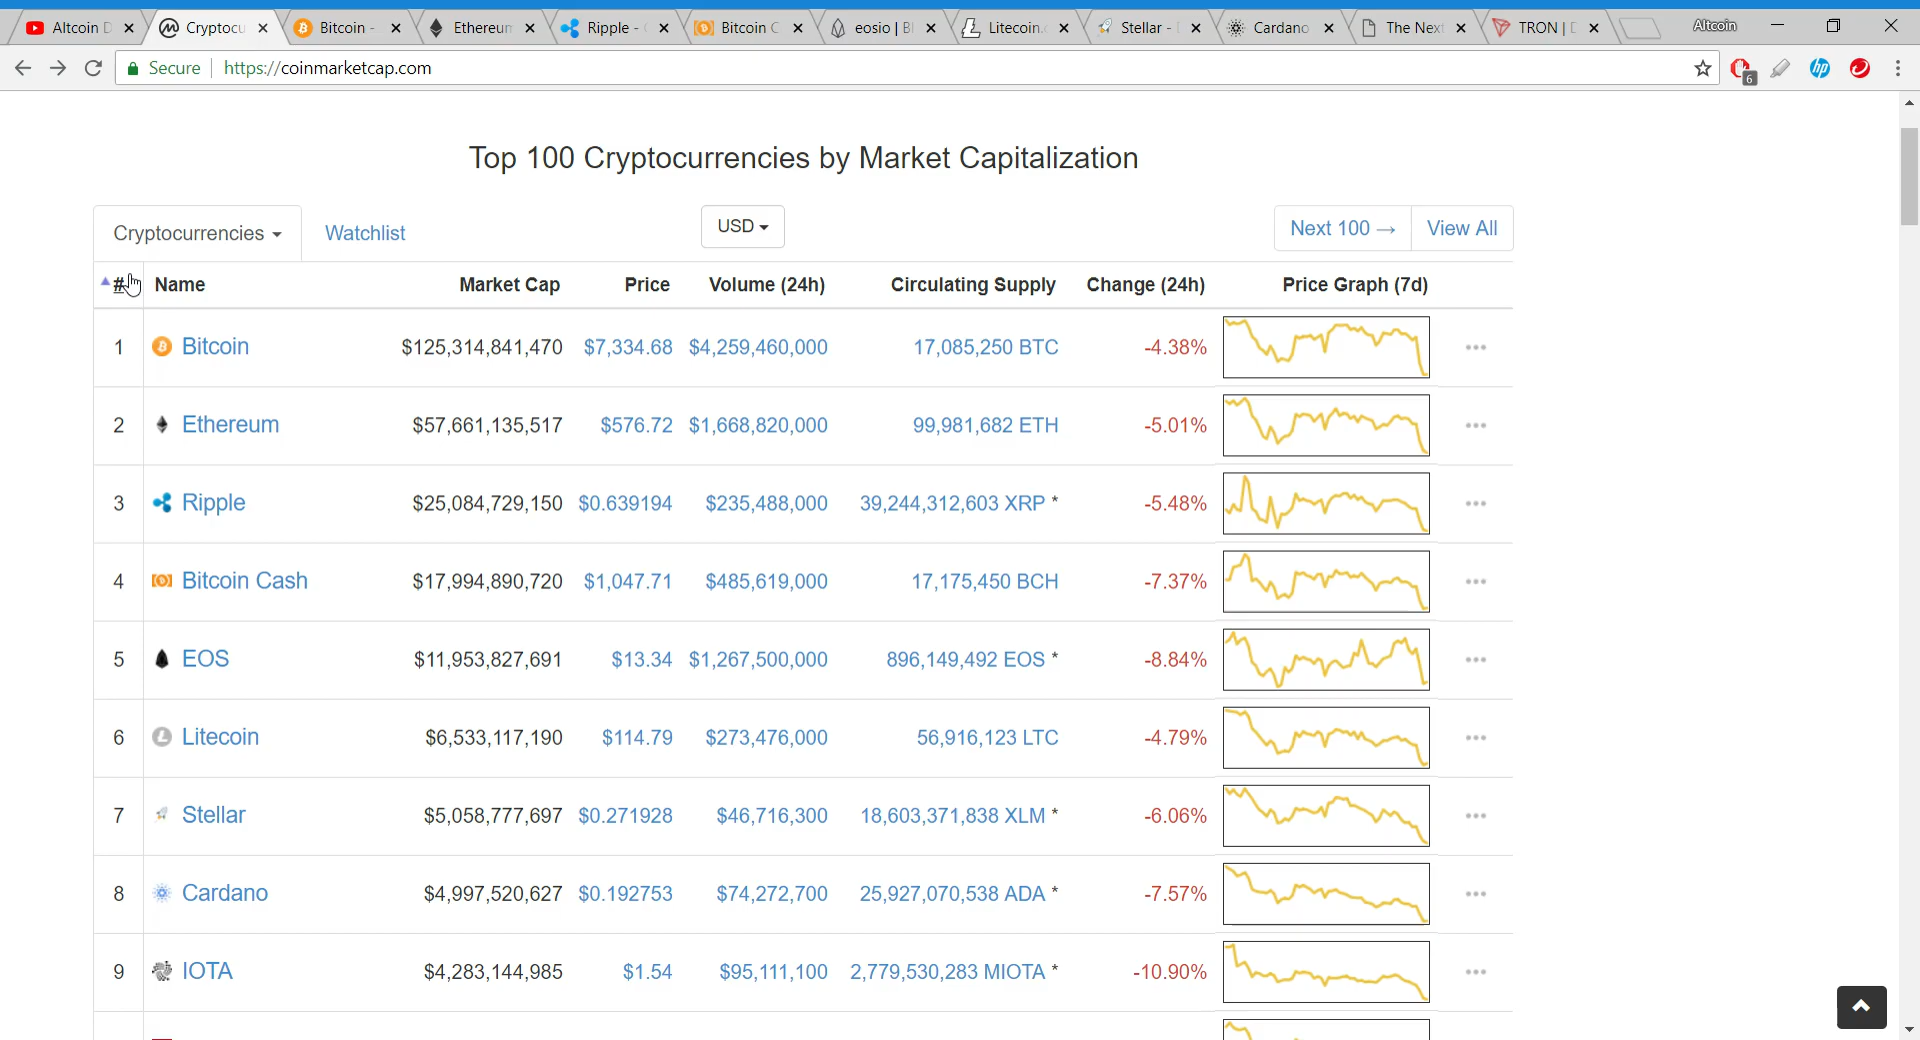 Altcoin D
Cryptocu
Bitcoin -
Ethereum
Ripple -
Bitcoin C
eosio | Bl
Litecoin.
Stellar -
Cardano
The Next
TRON | D
Altcoin
Secure
https://coinmarketcap.com
6
hp
Top 100 Cryptocurrencies by Market Capitalization
Cryptocurrencies
Watchlist
USD
Next 100 →
View All
# Name Market Cap Price Volume (24h) Circulating Supply Change (24h) Price Graph (7d)
1 Bitcoin $125,314,841,470 $7,334.68 $4,259,460,000 17,085,250 BTC -4.38%
2 Ethereum $57,661,135,517 $576.72 $1,668,820,000 99,981,682 ETH -5.01%
3 Ripple $25,084,729,150 $0.639194 $235,488,000 39,244,312,603 XRP * -5.48%
4 Bitcoin Cash $17,994,890,720 $1,047.71 $485,619,000 17,175,450 BCH -7.37%
5 EOS $11,953,827,691 $13.34 $1,267,500,000 896,149,492 EOS * -8.84%
6 Litecoin $6,533,117,190 $114.79 $273,476,000 56,916,123 LTC -4.79%
7 Stellar $5,058,777,697 $0.271928 $46,716,300 18,603,371,838 XLM * -6.06%
8 Cardano $4,997,520,627 $0.192753 $74,272,700 25,927,070,538 ADA * -7.57%
9 IOTA $4,283,144,985 $1.54 $95,111,100 2,779,530,283 MIOTA * -10.90%